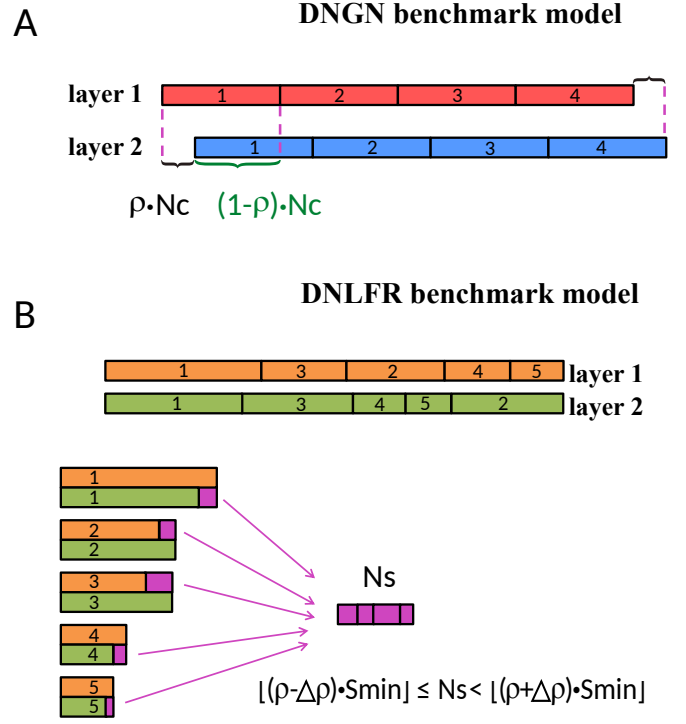 A
DNGN benchmark model
layer 1
1 2 3 4
layer 2
1 2 3 4
ρ•Nc (1-ρ)•Nc
DNLFR benchmark model
B
1 3 2 4 5
layer 1
1 3 4 5 2
layer 2
1
1
2
2
3
3
4
4
5
5
Ns
⌊(ρ-Δρ)•Smin⌋ ≤ Ns< ⌊(ρ+Δρ)•Smin⌋